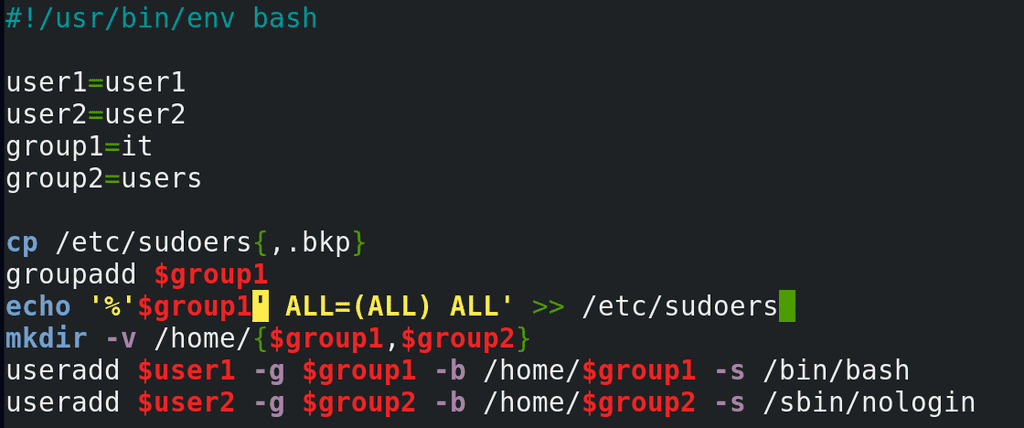 #!/usr/bin/env bash
user1=user1
user2=user2
group1=it
group2=users
cp /etc/sudoers{,.bkp}
groupadd $group1
echo '%'$group1' ALL=(ALL) ALL' >> /etc/sudoers
mkdir -v /home/{$group1,$group2}
useradd $user1 -g $group1 -b /home/$group1 -s /bin/bash
useradd $user2 -g $group2 -b /home/$group2 -s /sbin/nologin